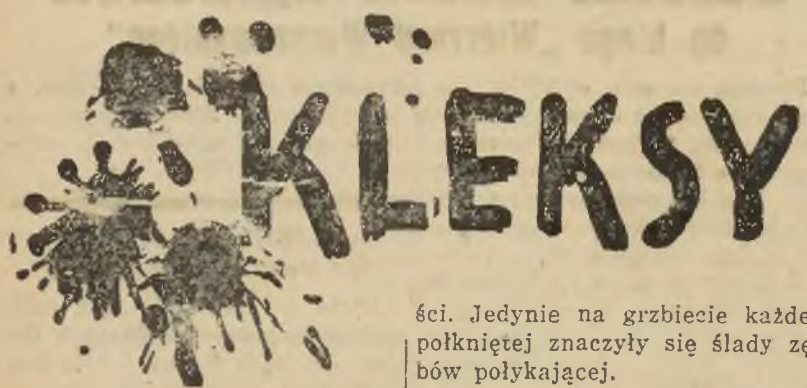 KLEKSY
ści. Jedynie na grzbiecie każde
połkniętej znaczyły się ślady zę
bów połykającej.